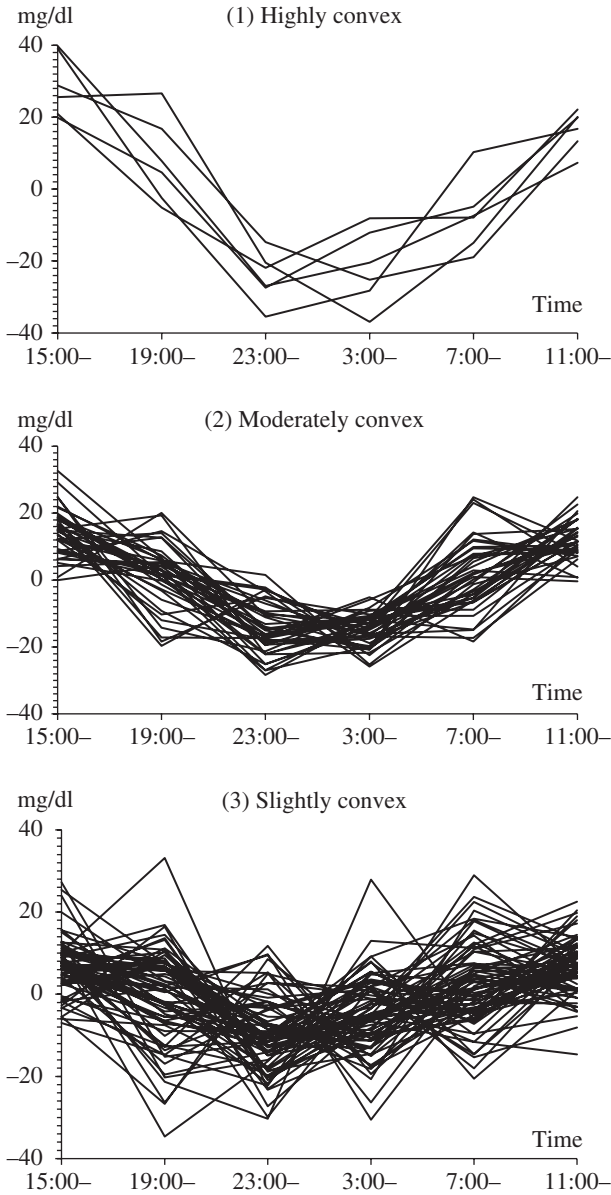 mg/dl (1) Highly convex
40
20
0
–20
Time
–40
15:00– 19:00– 23:00– 3:00– 7:00– 11:00–
mg/dl (2) Moderately convex
40
20
0
–20
Time
–40
15:00– 19:00– 23:00– 3:00– 7:00– 11:00–
mg/dl (3) Slightly convex
40
20
0
–20
Time
–40
15:00– 19:00– 23:00– 3:00– 7:00– 11:00–